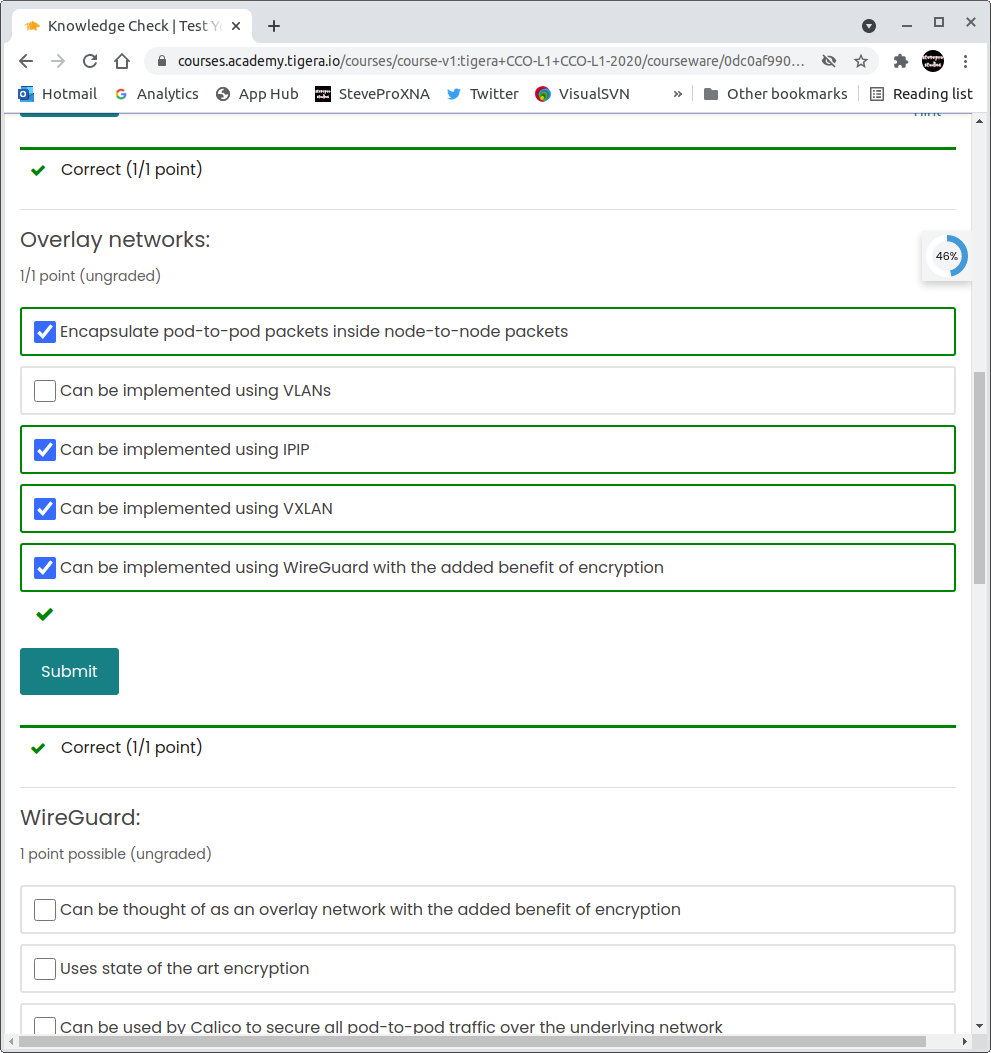 Knowledge Check | Test Yo
courses.academy.tigera.io/courses/course-v1:tigera+CCO-L1+CCO-L1-2020/courseware/0dc0af990...
Hotmail Analytics App Hub SteveProXNA Twitter VisualSVN » Other bookmarks Reading list
Hint
Correct (1/1 point)
Overlay networks:
1/1 point (ungraded)
46%
Encapsulate pod-to-pod packets inside node-to-node packets
Can be implemented using VLANs
Can be implemented using IPIP
Can be implemented using VXLAN
Can be implemented using WireGuard with the added benefit of encryption
Submit
Correct (1/1 point)
WireGuard:
1 point possible (ungraded)
Can be thought of as an overlay network with the added benefit of encryption
Uses state of the art encryption
Can be used by Calico to secure all pod-to-pod traffic over the underlying network